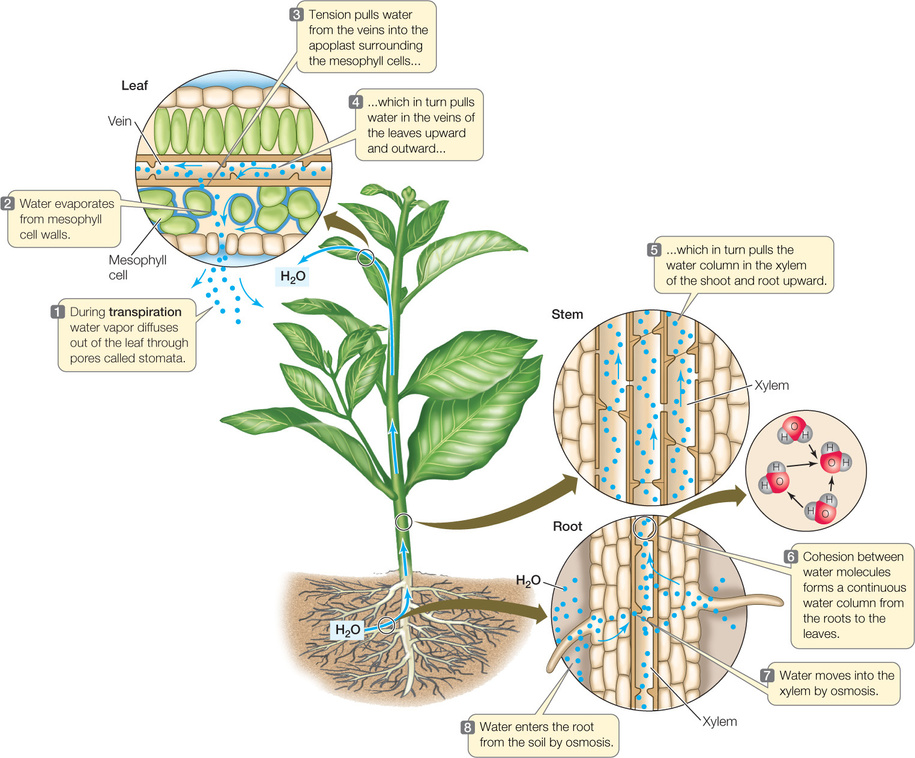 3 Tension pulls water
from the veins into the
apoplast surrounding
the mesophyll cells...
Leaf
4 ...which in turn pulls
water in the veins of
the leaves upward
and outward...
Vein
2 Water evaporates
from mesophyll
cell walls.
Mesophyll
cell
H₂O
1 During transpiration
water vapor diffuses
out of the leaf through
pores called stomata.
5 ...which in turn pulls the
water column in the xylem
of the shoot and root upward.
Stem
Xylem
O
H H
H
O H
H
O
H
H
H O
Root
H₂O
6 Cohesion between
water molecules
forms a continuous
water column from
the roots to the
leaves.
H₂O
7 Water moves into the
xylem by osmosis.
Xylem
8 Water enters the root
from the soil by osmosis.